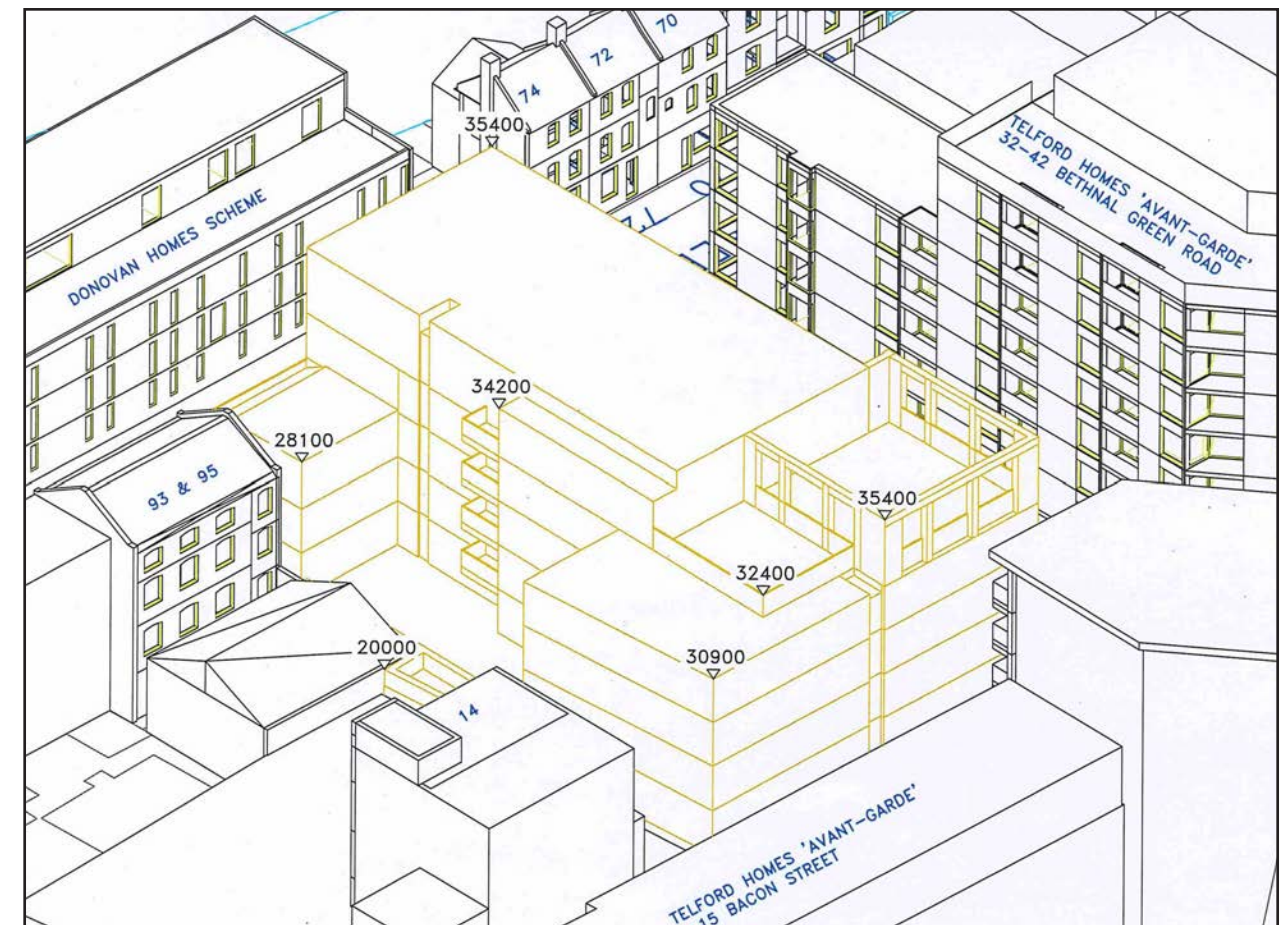 70
72
74
35400
TELFORD HOMES 'AVANT-GARDE'
32-42 BETHNAL GREEN ROAD
DONOVAN HOMES SCHEME
34200
28100
93 & 95
35400
32400
20000
30900
14
TELFORD HOMES 'AVANT-GARDE'
15 BACON STREET